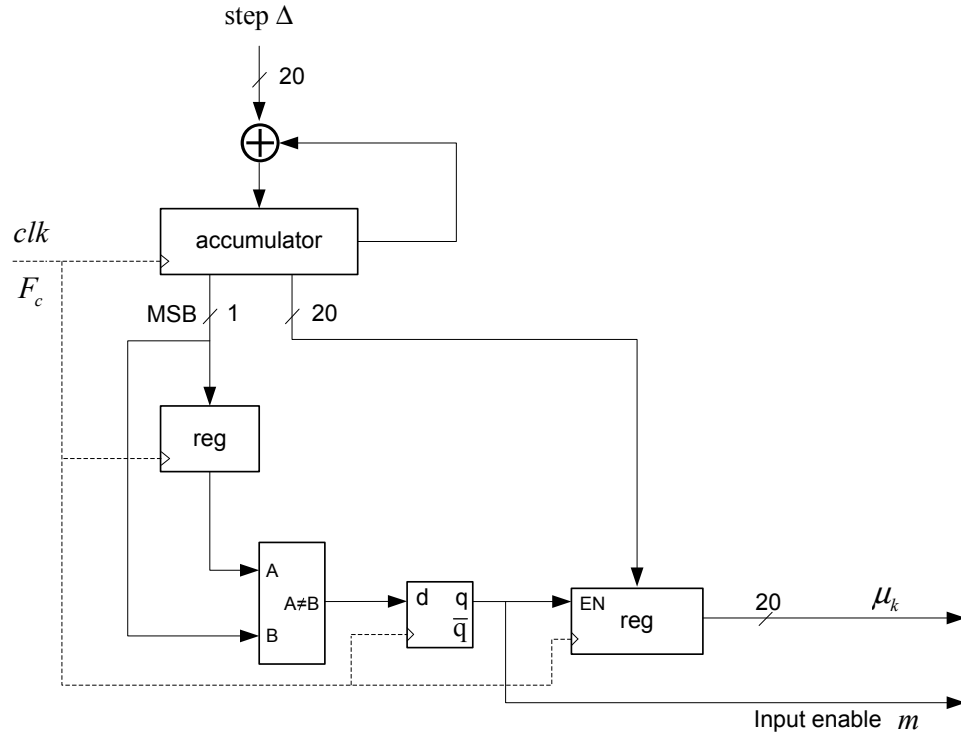 step Δ
20
clk
F_c
accumulator
MSB 1
20
reg
A
A≠B
B
d q
q̅
EN
reg
20
μ_k
Input enable m